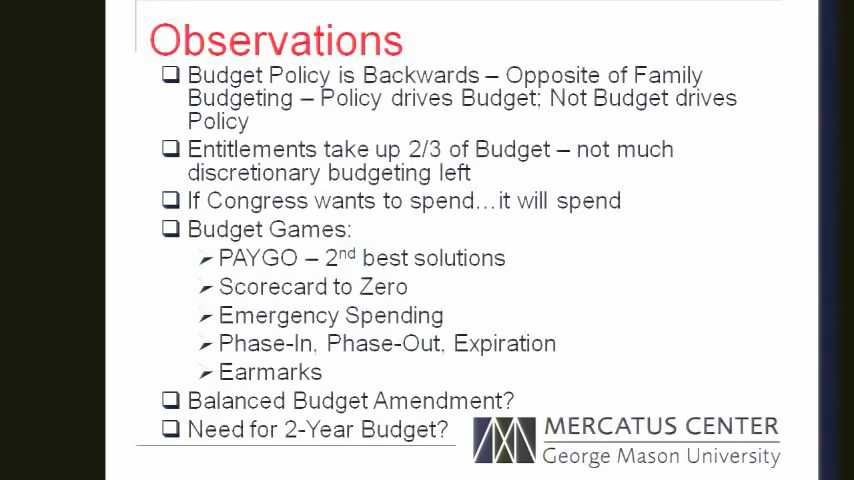 Observations
Budget Policy is Backwards – Opposite of Family
Budgeting – Policy drives Budget; Not Budget drives
Policy
Entitlements take up 2/3 of Budget – not much
discretionary budgeting left
If Congress wants to spend...it will spend
Budget Games:
PAYGO – 2nd best solutions
Scorecard to Zero
Emergency Spending
Phase-In, Phase-Out, Expiration
Earmarks
Balanced Budget Amendment?
Need for 2-Year Budget?
MERCATUS CENTER
George Mason University